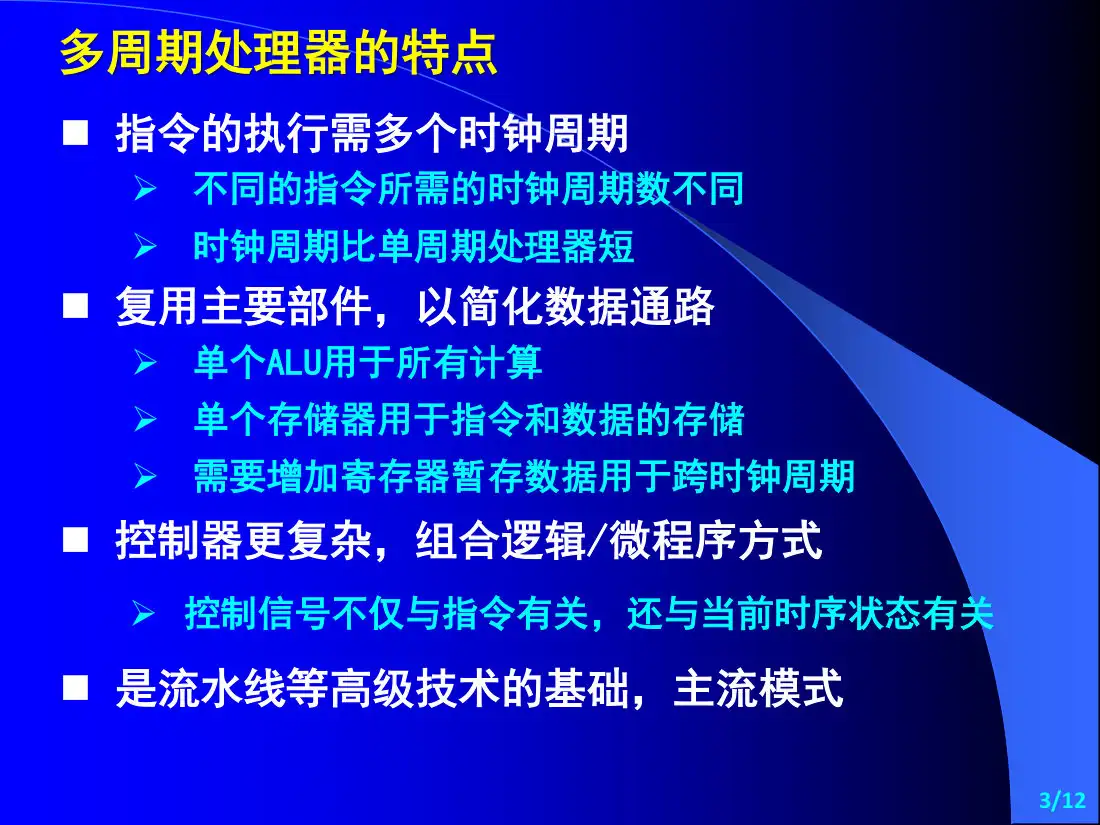 多周期处理器的特点
■ 指令的执行需多个时钟周期
➢ 不同的指令所需的时钟周期数不同
➢ 时钟周期比单周期处理器短
■ 复用主要部件，以简化数据通路
➢ 单个ALU用于所有计算
➢ 单个存储器用于指令和数据的存储
➢ 需要增加寄存器暂存数据用于跨时钟周期
■ 控制器更复杂，组合逻辑/微程序方式
➢ 控制信号不仅与指令有关，还与当前时序状态有关
■ 是流水线等高级技术的基础，主流模式
3/12